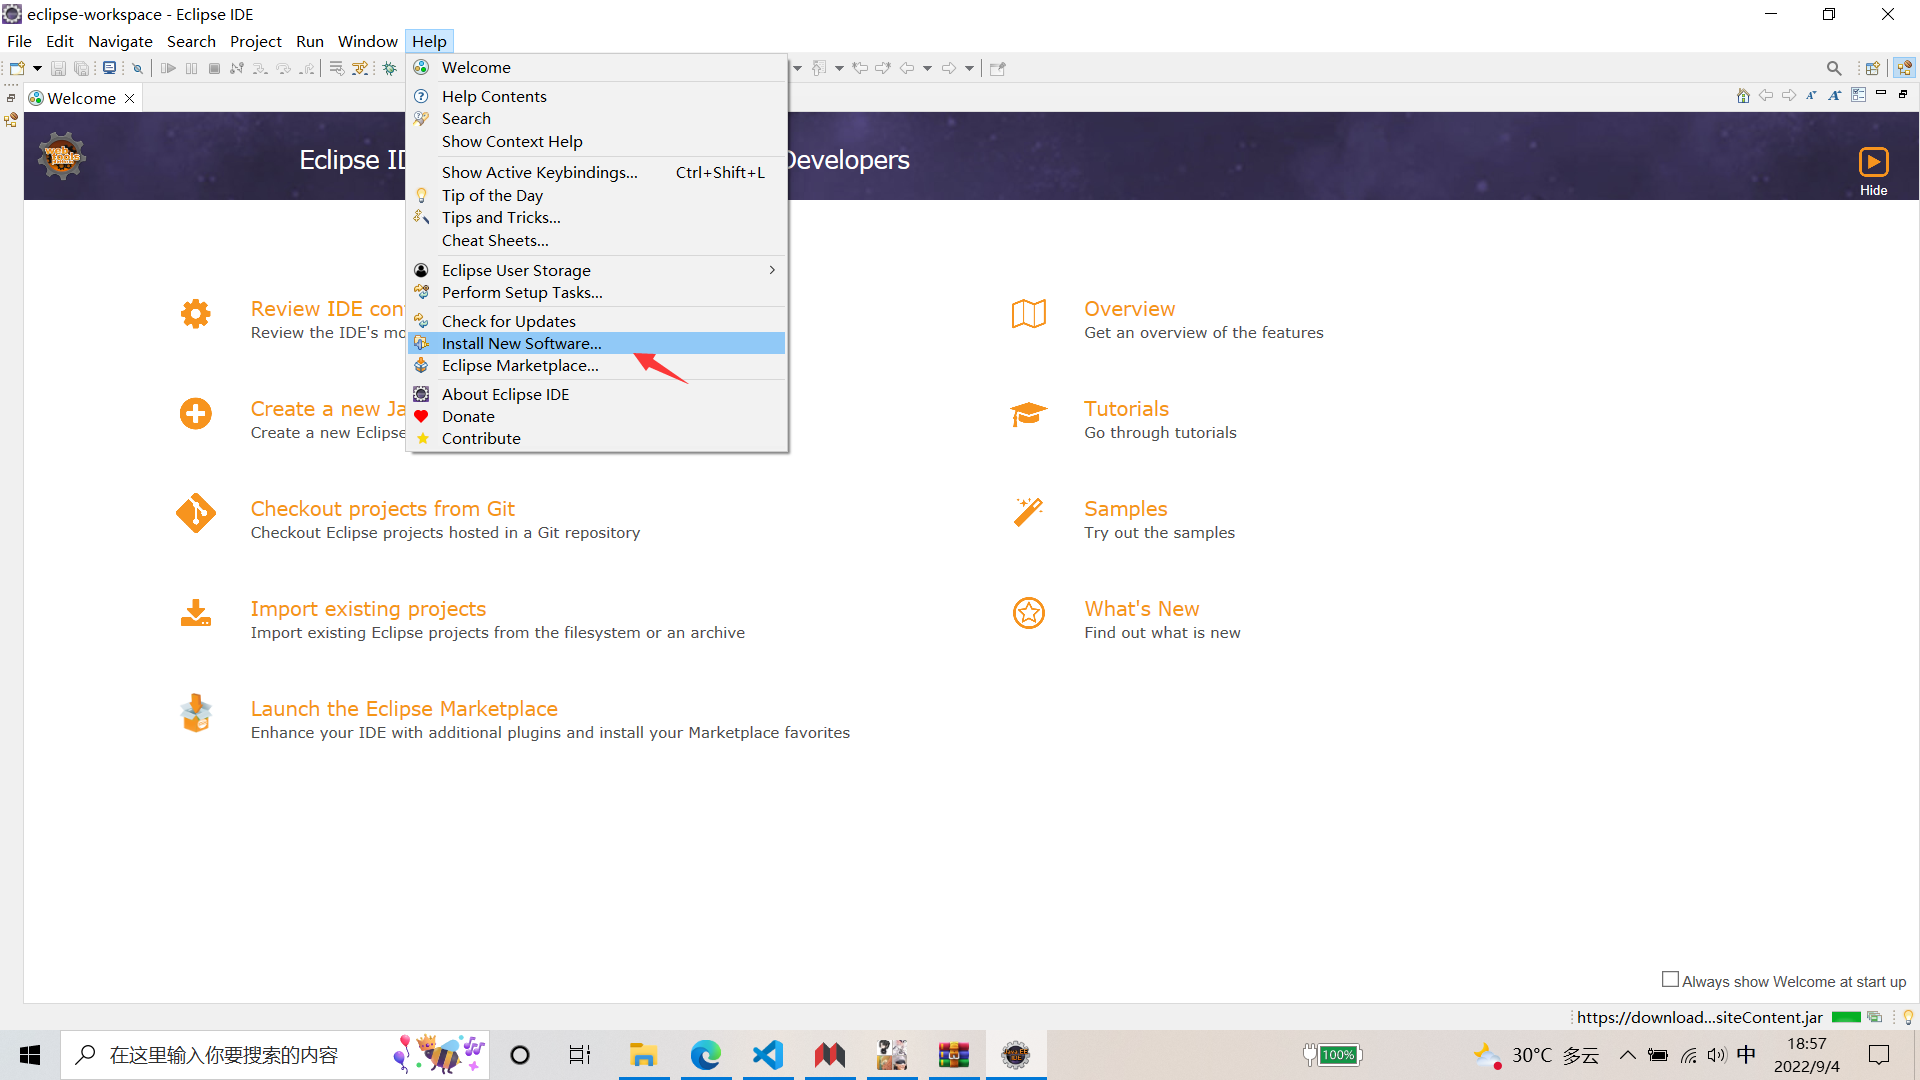 eclipse-workspace - Eclipse IDE
File Edit Navigate Search Project Run Window Help
Welcome
Eclipse ID
Developers
Hide
Welcome
Help Contents
Search
Show Context Help
Show Active Keybindings... Ctrl+Shift+L
Tip of the Day
Tips and Tricks...
Cheat Sheets...
Eclipse User Storage
Perform Setup Tasks...
Check for Updates
Install New Software...
Eclipse Marketplace...
About Eclipse IDE
Donate
Contribute
Review IDE con
Review the IDE's mo
Create a new Ja
Create a new Eclipse
Checkout projects from Git
Checkout Eclipse projects hosted in a Git repository
Import existing projects
Import existing Eclipse projects from the filesystem or an archive
Launch the Eclipse Marketplace
Enhance your IDE with additional plugins and install your Marketplace favorites
Overview
Get an overview of the features
Tutorials
Go through tutorials
Samples
Try out the samples
What's New
Find out what is new
Always show Welcome at start up
https://download...siteContent.jar
在这里输入你要搜索的内容
100%
30°C 多云
中
18:57
2022/9/4